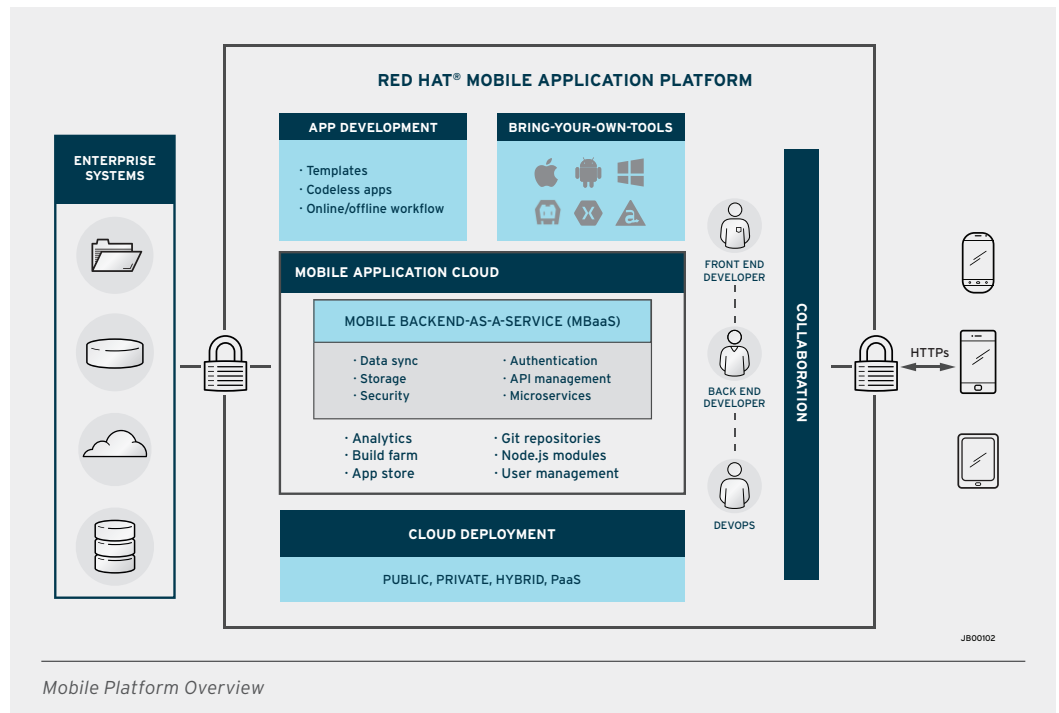 RED HAT® MOBILE APPLICATION PLATFORM
ENTERPRISE
SYSTEMS
APP DEVELOPMENT
· Templates
· Codeless apps
· Online/offline workflow
BRING-YOUR-OWN-TOOLS
MOBILE APPLICATION CLOUD
MOBILE BACKEND-AS-A-SERVICE (MBaaS)
· Data sync
· Storage
· Security
· Authentication
· API management
· Microservices
· Analytics
· Build farm
· App store
· Git repositories
· Node.js modules
· User management
CLOUD DEPLOYMENT
PUBLIC, PRIVATE, HYBRID, PaaS
FRONT END
DEVELOPER
BACK END
DEVELOPER
DEVOPS
COLLABORATION
HTTPs
JB00102
Mobile Platform Overview